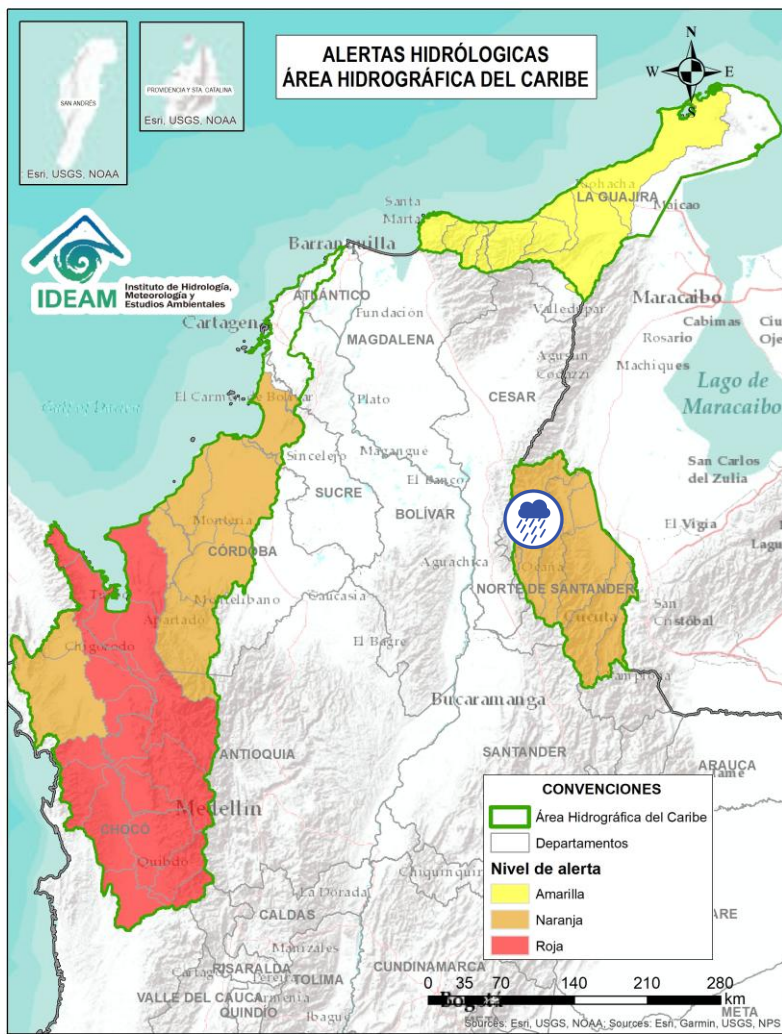 ALERTAS HIDRÓLOGICAS
ÁREA HIDROGRÁFICA DEL CARIBE
SAN ANDRÉS
Esri, USGS, NOAA
PROVIDENCIA Y STA. CATALINA
Esri, USGS, NOAA
N
W
E
S
IDEAM
Instituto de Hidrología,
Meteorología y
Estudios Ambientales
Santa
Marta
LA GUAJIRA
Maicao
Barranquilla
ATLÁNTICO
Cartagen
Fundación
MAGDALENA
Valledupar
Maracaibo
Cabimas
Rosario
Machiques
Agustín
Codazzi
CESAR
Lago de
Maracaibo
El Carmen de Bolívar
Plato
Sincelejo
Magangue
SUCRE
El Banco
BOLÍVAR
San Carlos
del Zulia
El Vigía
Montería
CÓRDOBA
Aguachica
Ocaña
NORTE DE SANTANDER
Cúcuta
San
Cristóbal
Montelíbano
Caucasia
Apartado
Chigorodo
El Bagre
Bucaramanga
ANTIOQUIA
SANTANDER
ARAUCA
Medellín
CHOCÓ
Quibdó
La Dorada
CALDAS
Manizales
RISARALDA
TOLIMA
CUNDINAMARCA
VALLE DEL CAUCA
QUINDÍO
Ibague
Bogotá
META
CONVENCIONES
Área Hidrográfica del Caribe
Departamentos
Nivel de alerta
Amarilla
Naranja
Roja
0 35 70 140 210 280
km
Sources: Esri, USGS, NOAA; Sources: Esri, Garmin, USGS, NPS